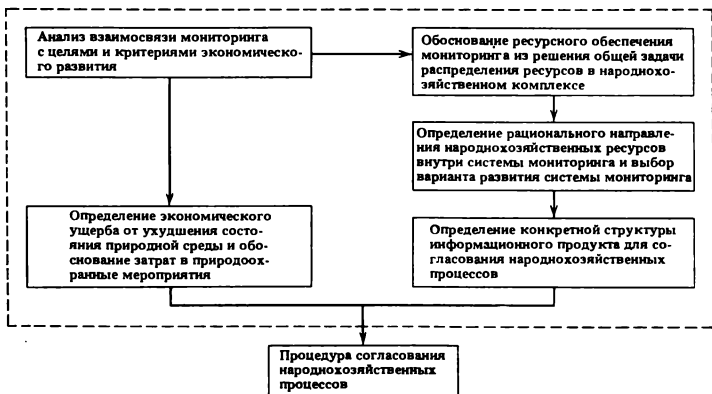 Анализ взаимосвязи мониторинга
с целями и критериями экономическо-
го развития
Обоснование ресурсного обеспечения
мониторинга из решения общей задачи
распределения ресурсов в народнохо-
зяйственном комплексе
Определение рационального направле-
ния народнохозяйственных ресурсов
внутри системы мониторинга и выбор
варианта развития системы мониторинга
Определение экономического
ущерба от ухудшения состо-
яния природной среды и обо-
снование затрат в природоох-
ранные мероприятия
Определение конкретной структуры
информационного продукта для со-
гласования народнохозяйственных
процессов
Процедура согласования
народнохозяйственных
процессов